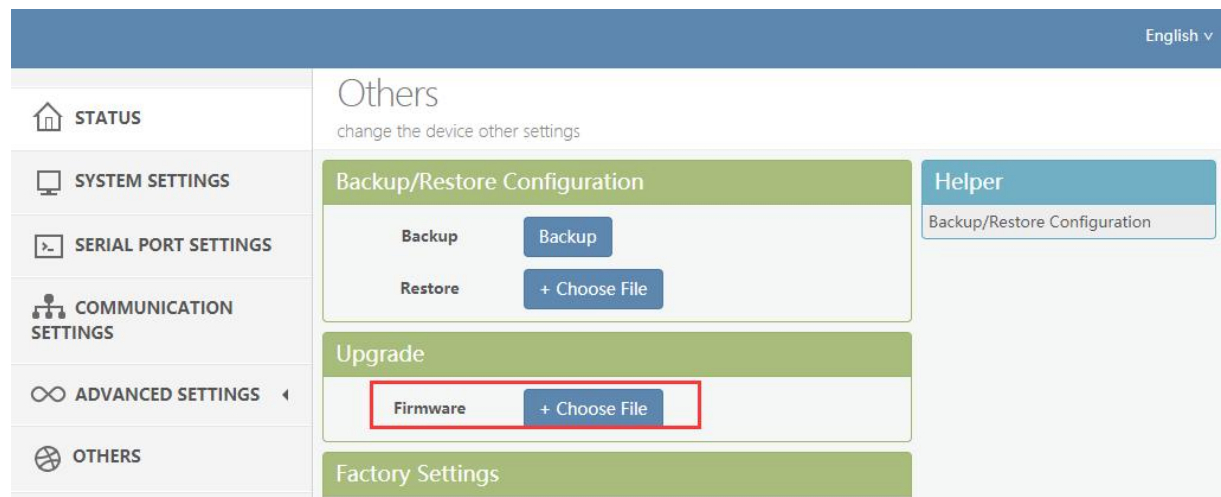 English
STATUS
SYSTEM SETTINGS
SERIAL PORT SETTINGS
COMMUNICATION
SETTINGS
ADVANCED SETTINGS
OTHERS
Others
change the device other settings
Backup/Restore Configuration
Backup Backup
Restore + Choose File
Upgrade
Firmware + Choose File
Factory Settings
Helper
Backup/Restore Configuration